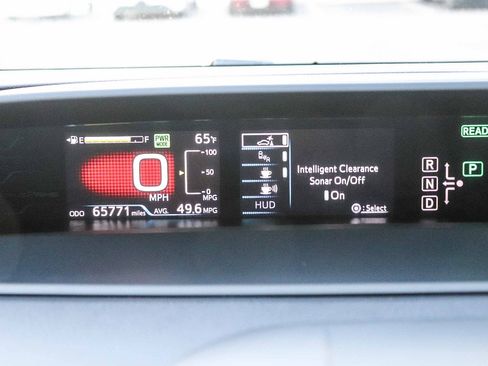 E F PWR MODE 65°F
100
0 50
MPH 0
MPG
ODO 65771 miles AVG. 49.6 MPG
R
HUD
Intelligent Clearance
Sonar On/Off
On
: Select
READY
R
N P
D